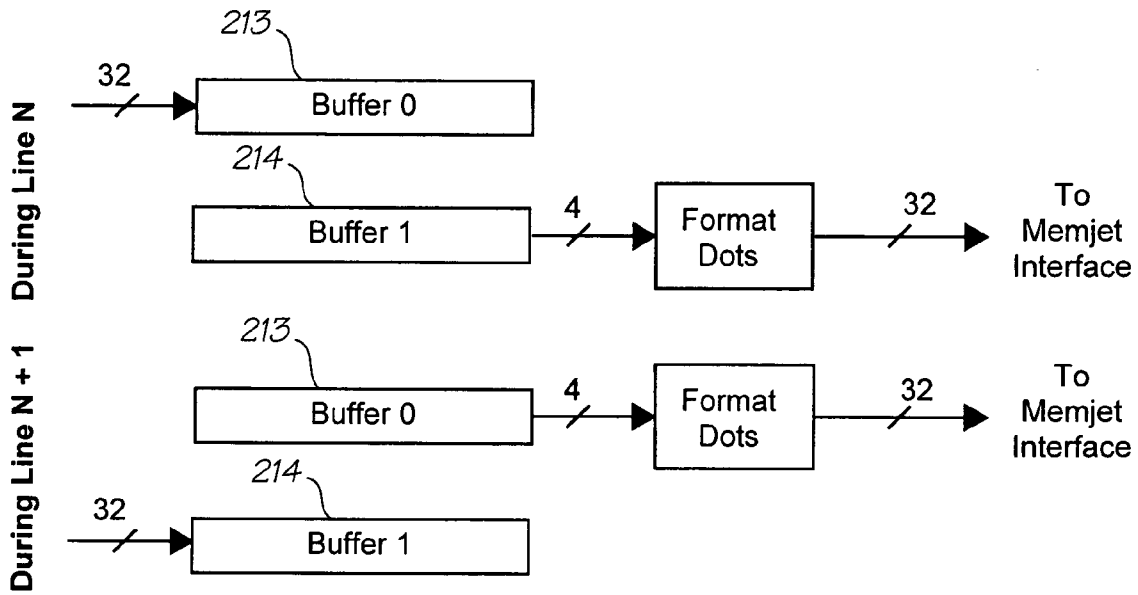 During Line N
213
32
Buffer 0
214
Buffer 1
4
Format
Dots
32
To
Memjet
Interface
During Line N + 1
213
Buffer 0
4
Format
Dots
32
To
Memjet
Interface
214
32
Buffer 1